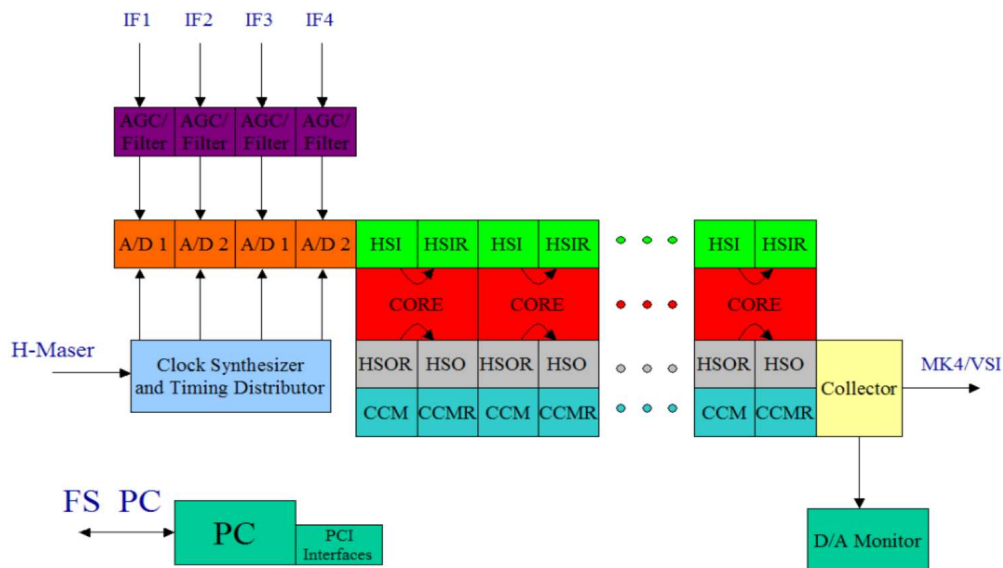 IF1 IF2 IF3 IF4
AGC/ AGC/ AGC/ AGC/
Filter Filter Filter Filter
A/D 1 A/D 2 A/D 1 A/D 2 HSI HSIR HSI HSIR HSI HSIR
CORE CORE CORE
H-Maser
Clock Synthesizer
and Timing Distributor
HSOR HSO HSOR HSO HSOR HSO
CCM CCMR CCM CCMR CCM CCMR
Collector
MK4/VSI
FS PC
PC
PCI
Interfaces
D/A Monitor